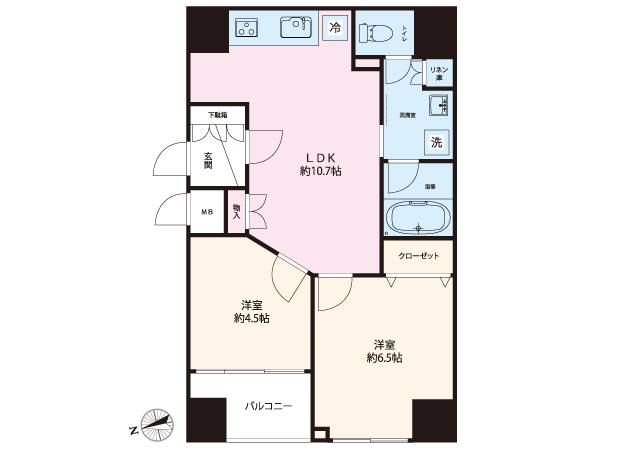 冷
トイレ
リネン
庫
洗面室
洗
下駄箱
玄
関
LDK
約10.7帖
浴室
MB
物
入
クローゼット
洋室
約4.5帖
洋室
約6.5帖
バルコニー
N